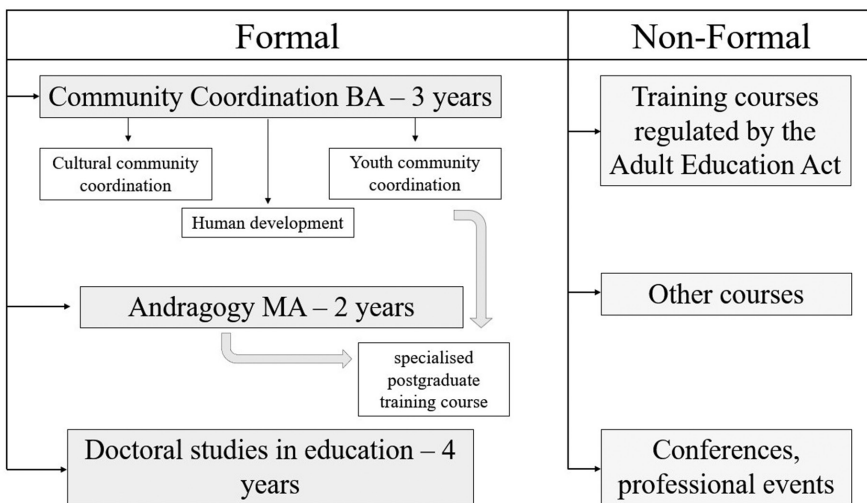 Formal
Community Coordination BA – 3 years
Cultural community
coordination
Human development
Youth community
coordination
Andragogy MA – 2 years
specialised
postgraduate
training course
Doctoral studies in education – 4
years
Non-Formal
Training courses
regulated by the
Adult Education Act
Other courses
Conferences,
professional events